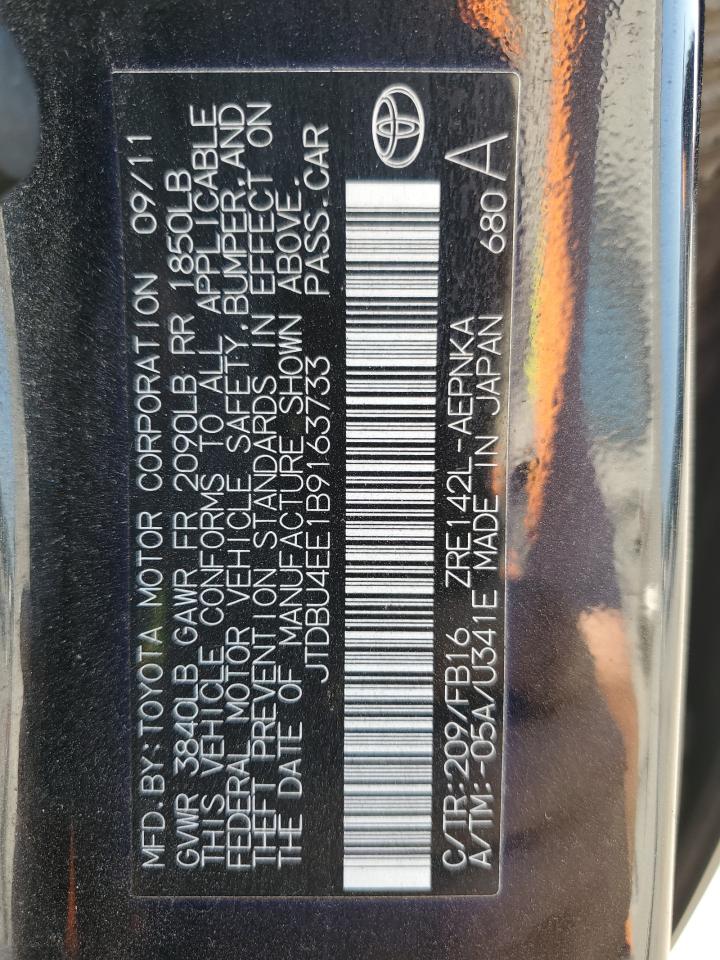 MFD.BY:TOYOTA MOTOR CORPORATION 09/11
GVWR 3840LB GAWR FR 2090LB RR 1850LB
THIS VEHICLE CONFORMS TO ALL APPLICABLE
FEDERAL MOTOR VEHICLE SAFETY,BUMPER,AND
THEFT PREVENTION STANDARDS IN EFFECT ON
THE DATE OF MANUFACTURE SHOWN ABOVE.
JTDBU4EE1B9163733 PASS.CAR
C/TR:209/FB16 ZRE142L-AEPNKA 680A
A/TM:-05A/U341E MADE IN JAPAN